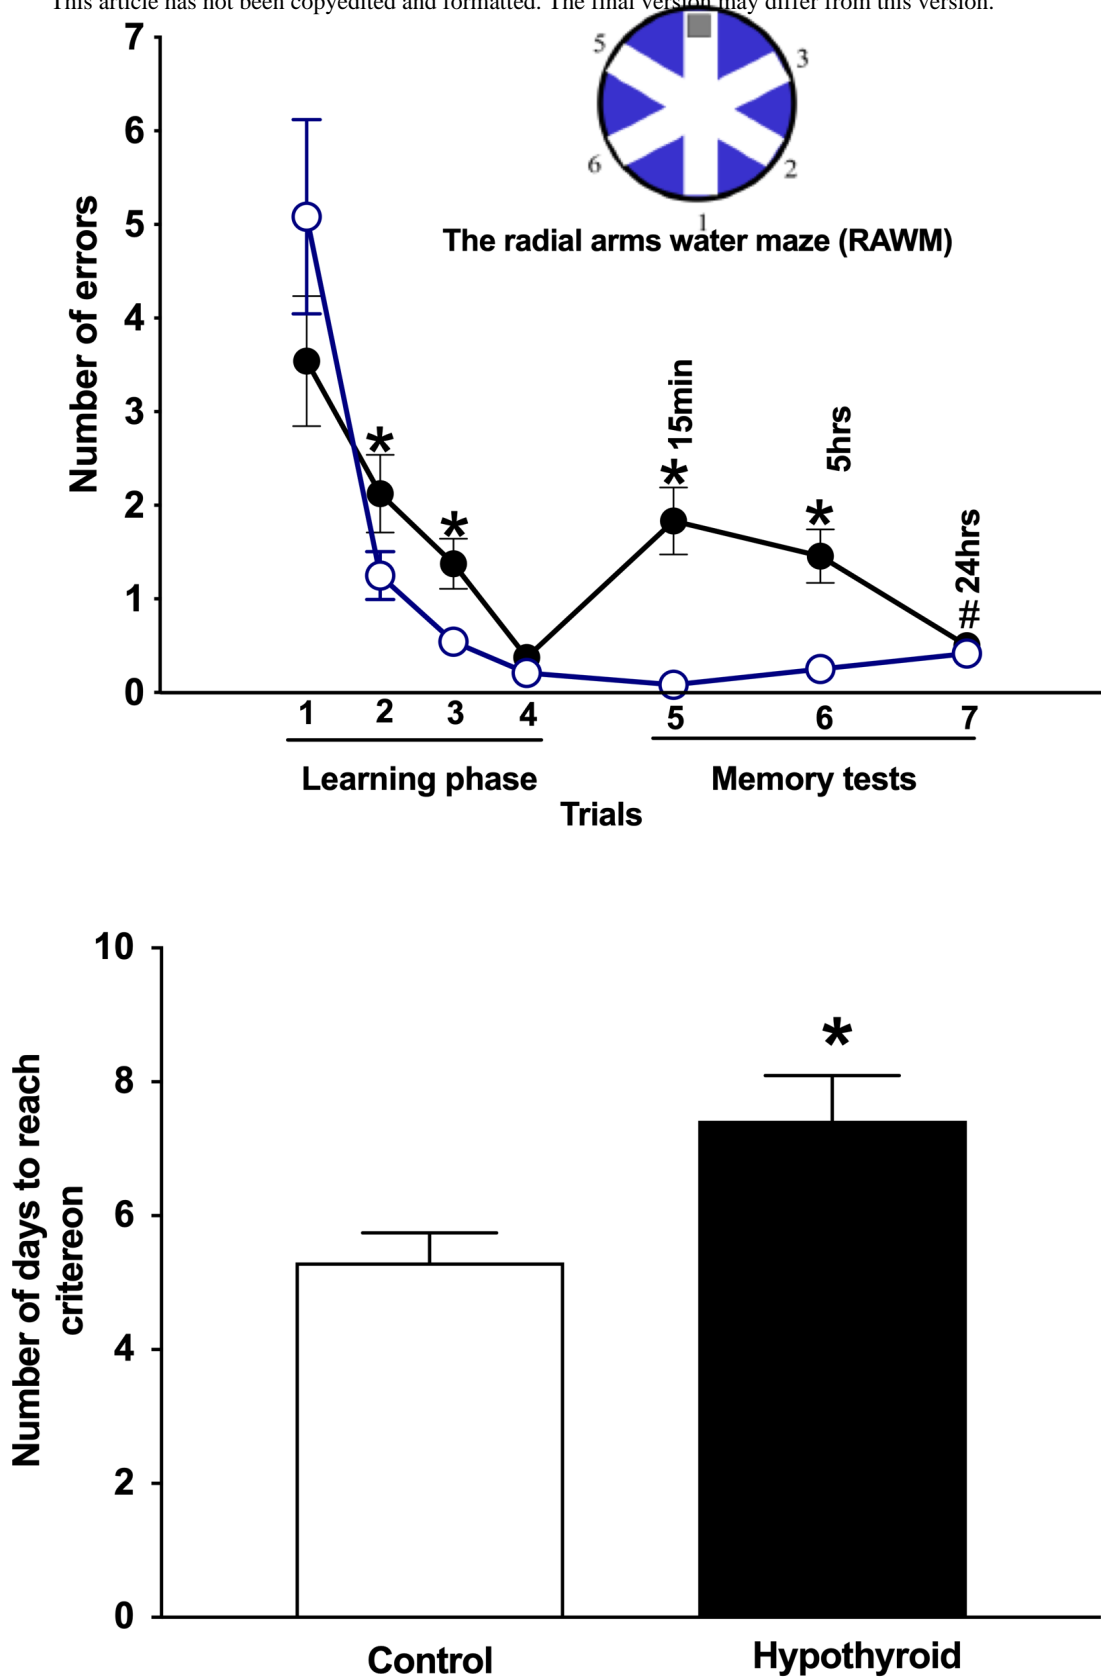 This article has not been copyedited and formatted. The final version may differ from this version.
7
6
5
4
3
2
1
0
Number of errors
5
3
6
2
1
The radial arms water maze (RAWM)
*
*
* 15min
* 5hrs
# 24hrs
1 2 3 4 5 6 7
Learning phase Memory tests
Trials
10
8
6
4
2
0
Number of days to reach
critereon
*
Control Hypothyroid